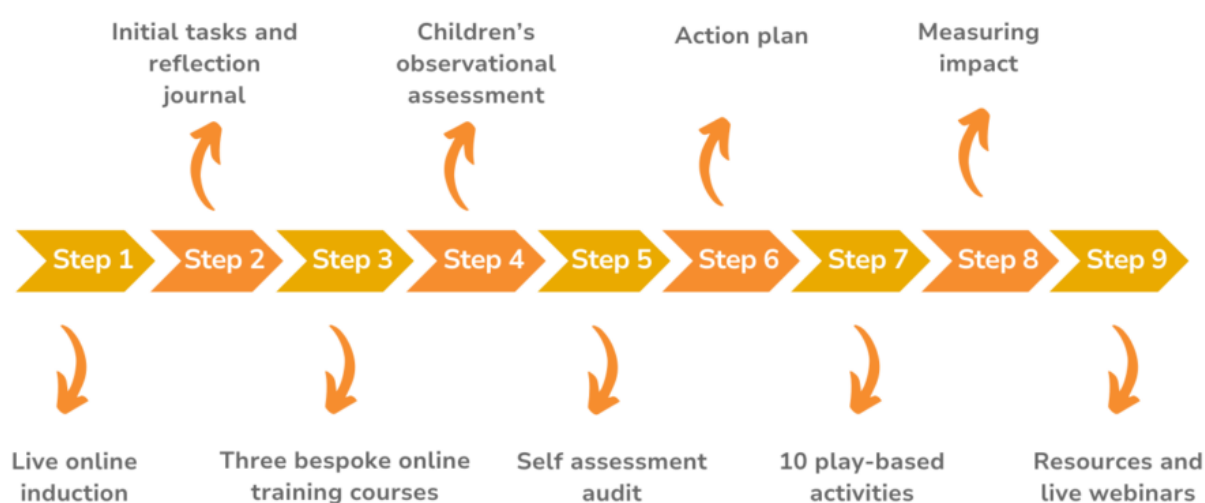 Initial tasks and
reflection
journal
Children's
observational
assessment
Action plan
Measuring
impact
Step 1
Step 2
Step 3
Step 4
Step 5
Step 6
Step 7
Step 8
Step 9
Live online
induction
Three bespoke online
training courses
Self assessment
audit
10 play-based
activities
Resources and
live webinars